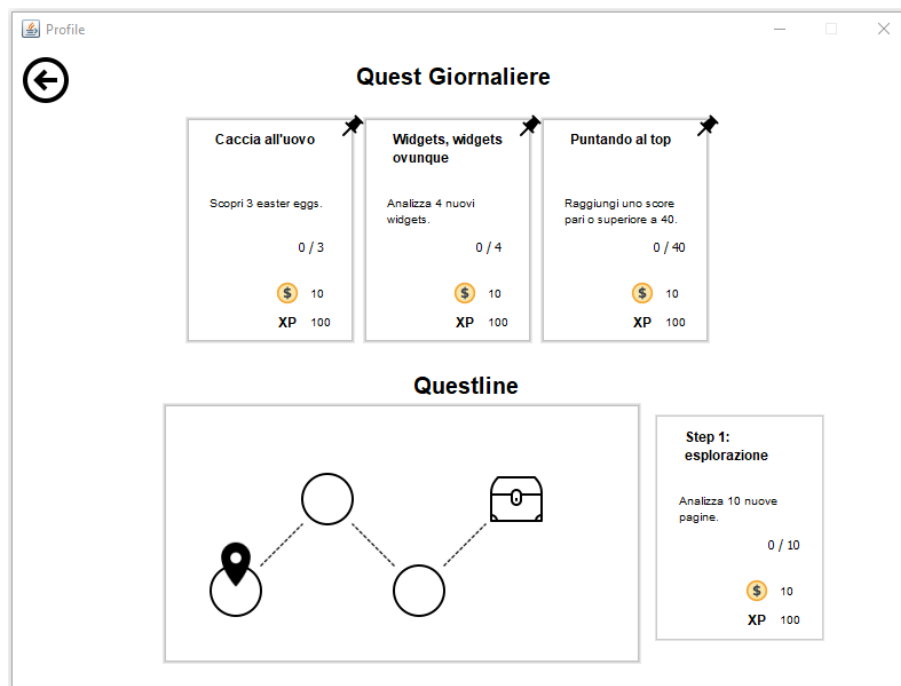 Profile
Quest Giornaliere
Caccia all'uovo
Scopri 3 easter eggs.
0 / 3
$ 10
XP 100
Widgets, widgets
ovunque
Analizza 4 nuovi
widgets.
0 / 4
$ 10
XP 100
Puntando al top
Raggiungi uno score
pari o superiore a 40.
0 / 40
$ 10
XP 100
Questline
Step 1:
esplorazione
Analizza 10 nuove
pagine.
0 / 10
$ 10
XP 100